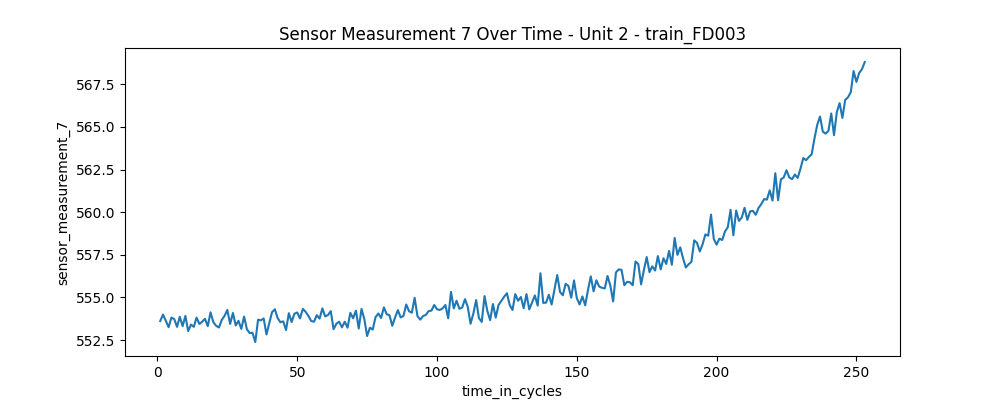 Sensor Measurement 7 Over Time - Unit 2 - train_FD003
sensor_measurement_7
567.5
565.0
562.5
560.0
557.5
555.0
552.5
0 50 100 150 200 250
time_in_cycles